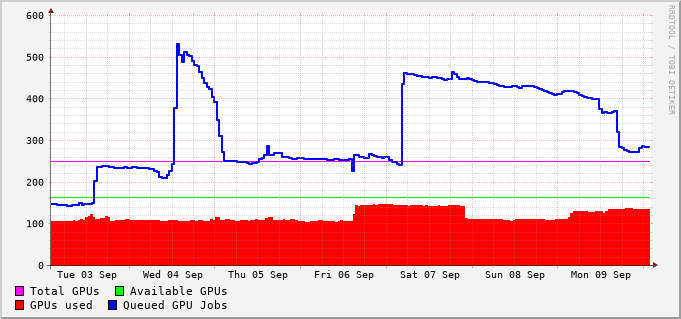 600
500
400
300
200
100
0
Tue 03 Sep Wed 04 Sep Thu 05 Sep Fri 06 Sep Sat 07 Sep Sun 08 Sep Mon 09 Sep
Total GPUs Available GPUs
GPUs used Queued GPU Jobs
RRDTOOL / TOBI OETIKER